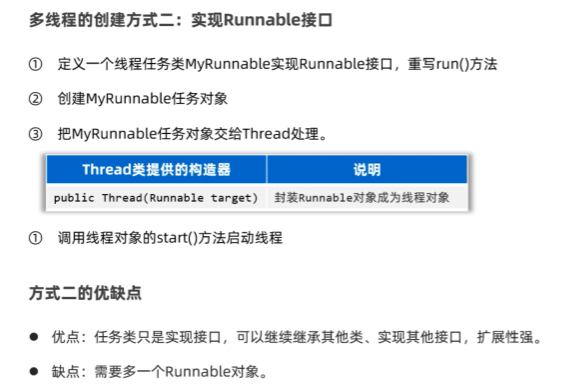 多线程的创建方式二：实现Runnable接口
① 定义一个线程任务类MyRunnable实现Runnable接口，重写run()方法
② 创建MyRunnable任务对象
③ 把MyRunnable任务对象交给Thread处理。
Thread类提供的构造器 说明
public Thread(Runnable target) 封装Runnable对象成为线程对象
① 调用线程对象的start()方法启动线程
方式二的优缺点
● 优点：任务类只是实现接口，可以继续继承其他类、实现其他接口，扩展性强。
● 缺点：需要多一个Runnable对象。